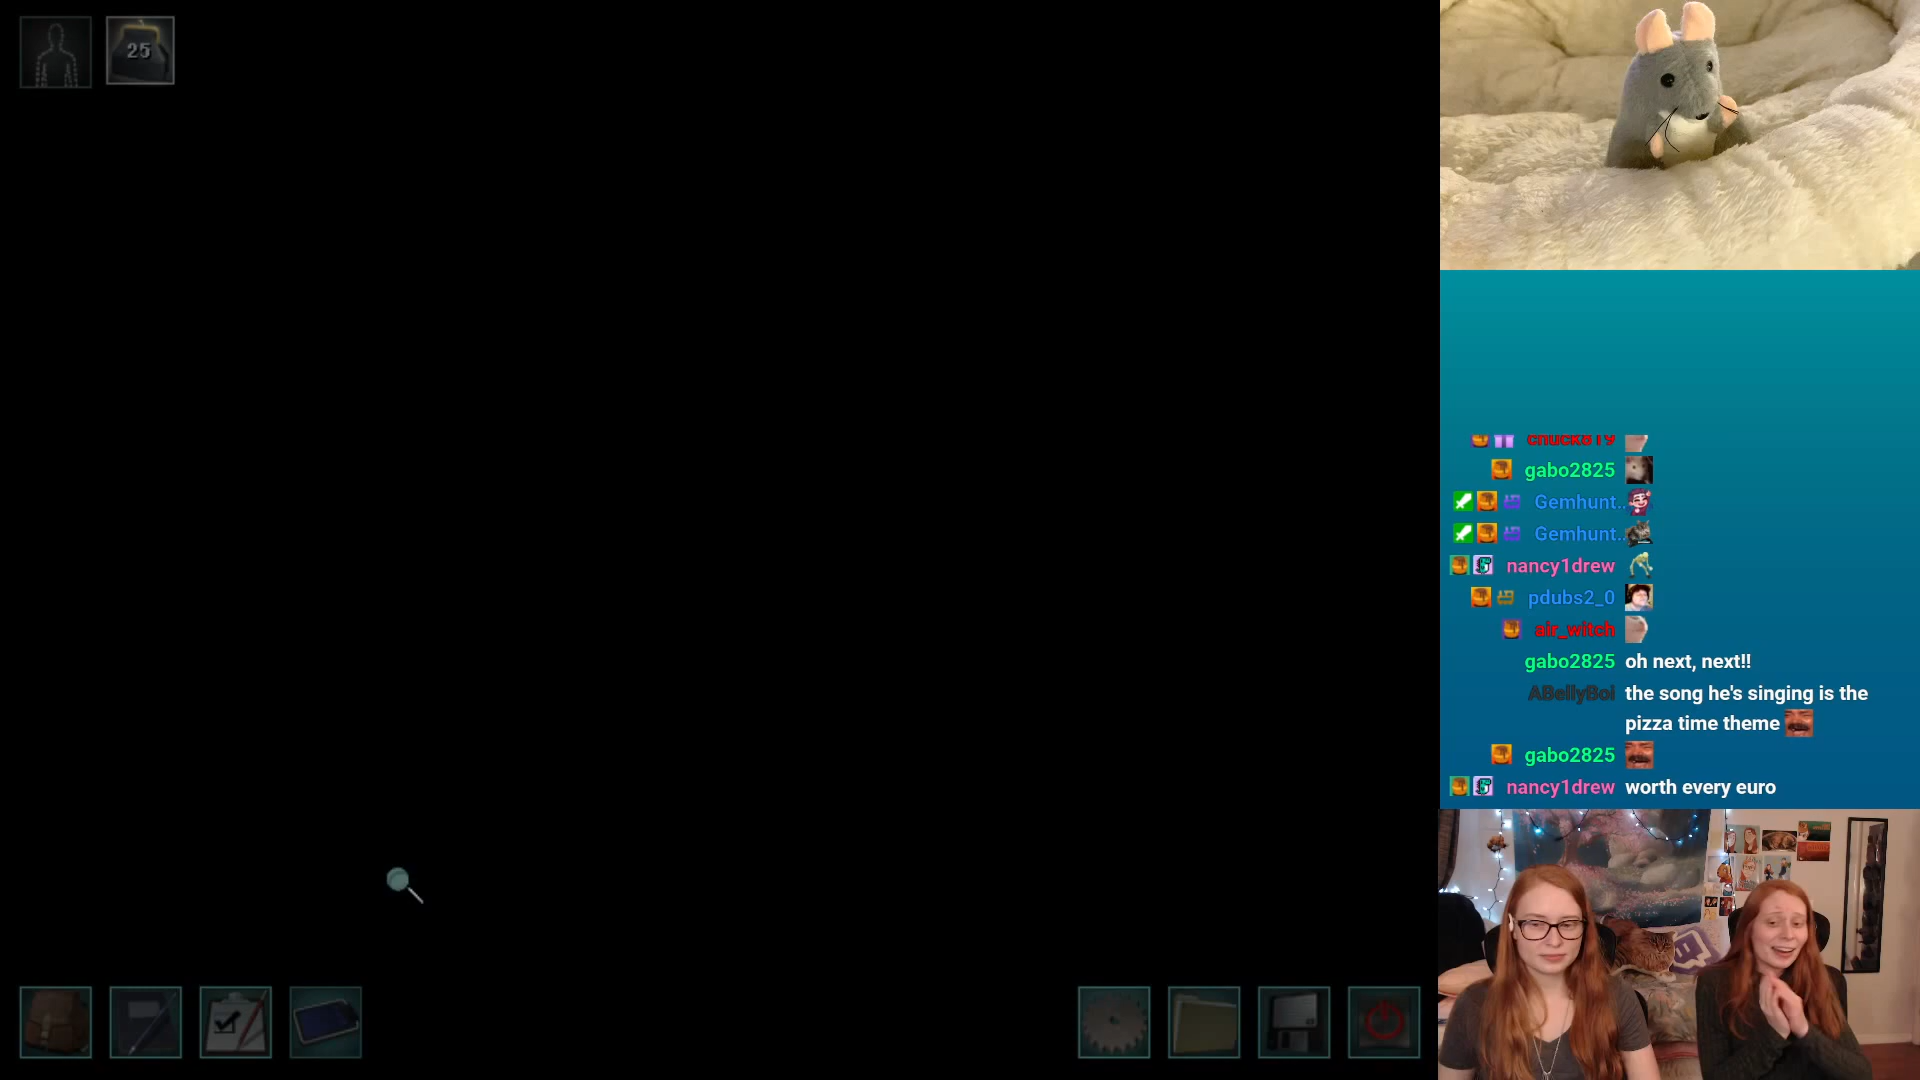 25
chuck819
gabo2825
Gemhunt..
Gemhunt..
nancy1drew
pdubs2_0
air_witch
gabo2825 oh next, next!!
ABellyBoi the song he's singing is the
pizza time theme
gabo2825
nancy1drew worth every euro